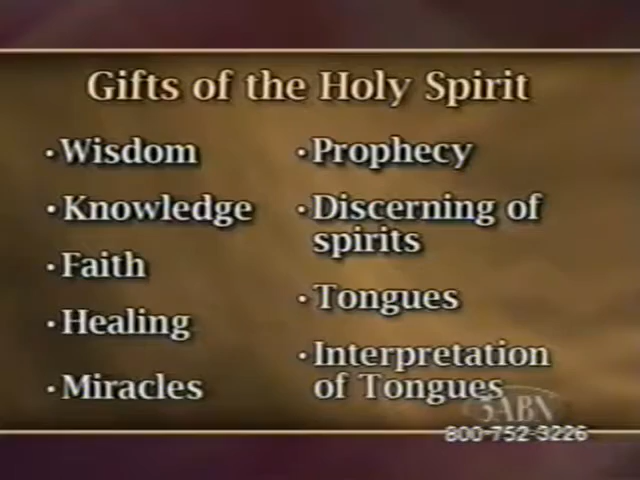 Gifts of the Holy Spirit
·Wisdom
·Knowledge
·Faith
·Healing
·Miracles
·Prophecy
·Discerning of
spirits
·Tongues
·Interpretation
of Tongues
3ABN
800-752-3226